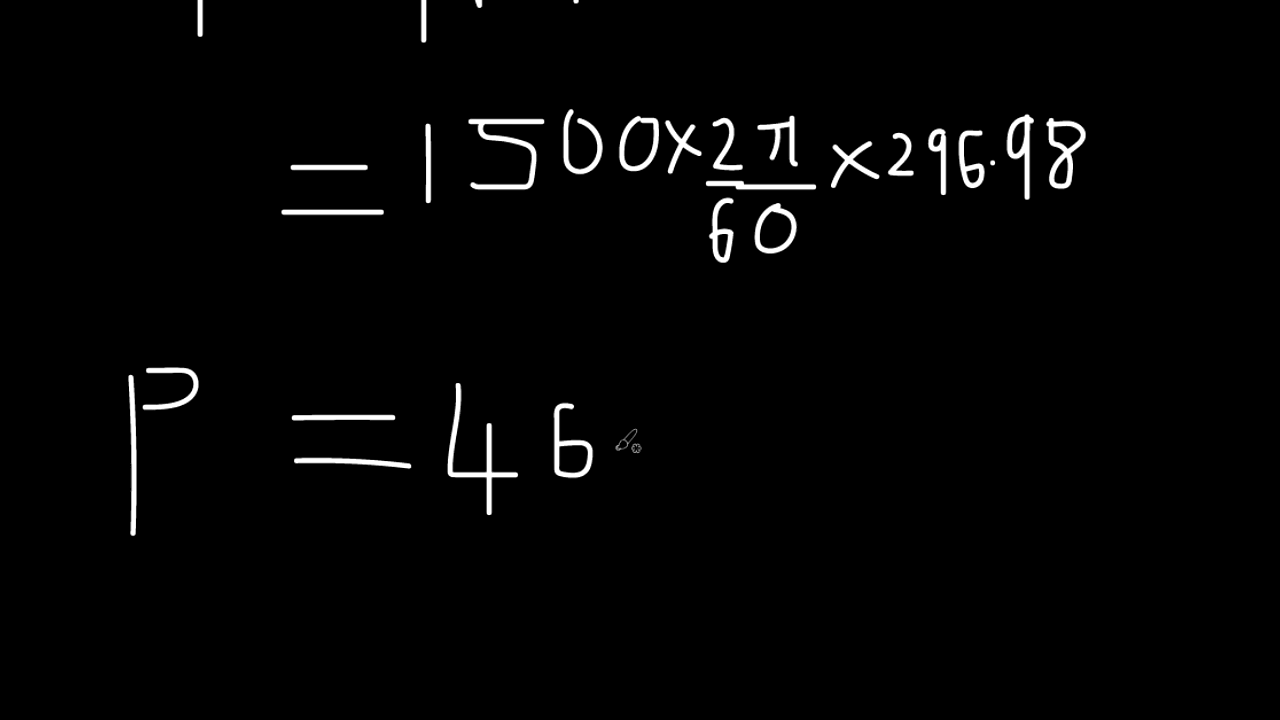 = 1500 × 2π/60 × 296.98
P = 46